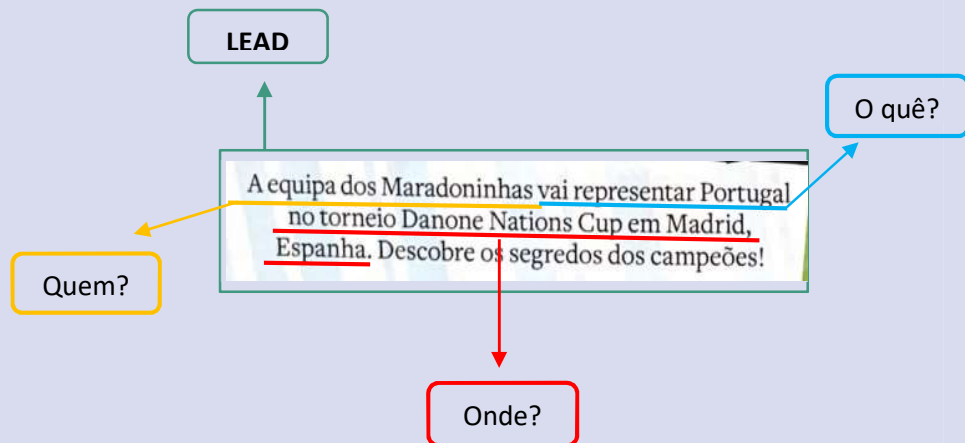 LEAD
O quê?
A equipa dos Maradoninhas vai representar Portugal
no torneio Danone Nations Cup em Madrid,
Espanha. Descobre os segredos dos campeões!
Quem?
Onde?